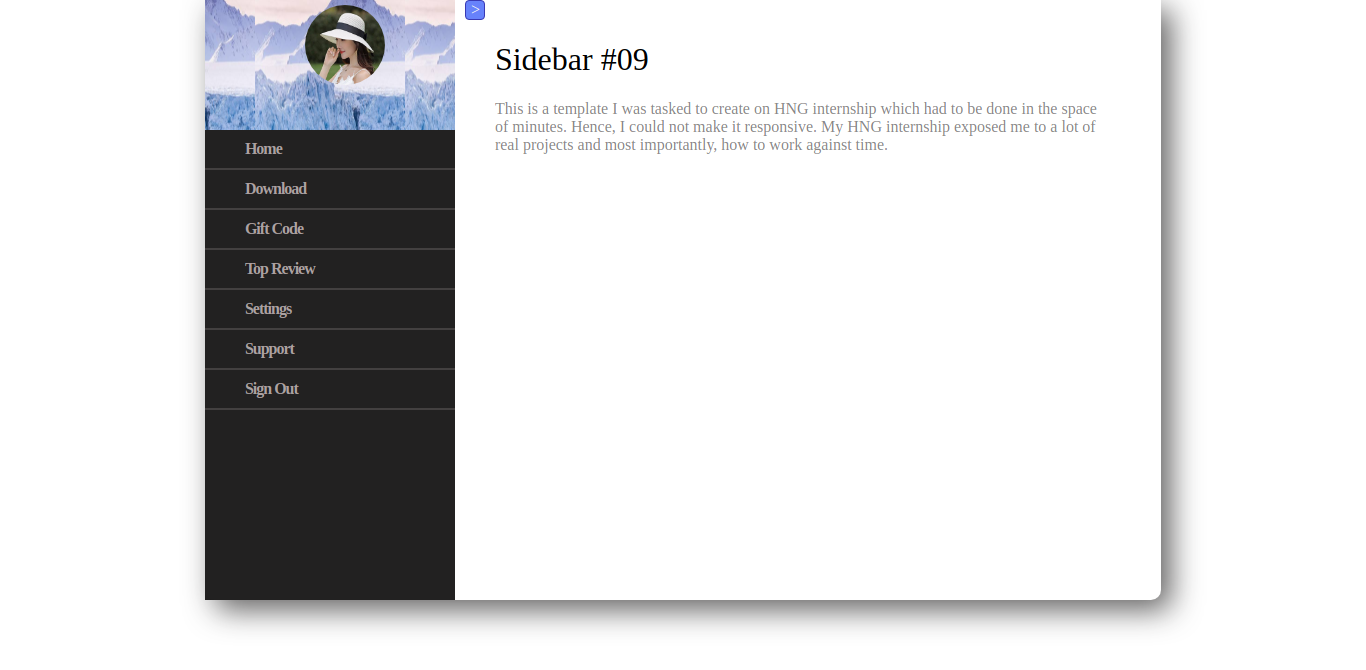 >
Sidebar #09
This is a template I was tasked to create on HNG internship which had to be done in the space
of minutes. Hence, I could not make it responsive. My HNG internship exposed me to a lot of
real projects and most importantly, how to work against time.
Home
Download
Gift Code
Top Review
Settings
Support
Sign Out